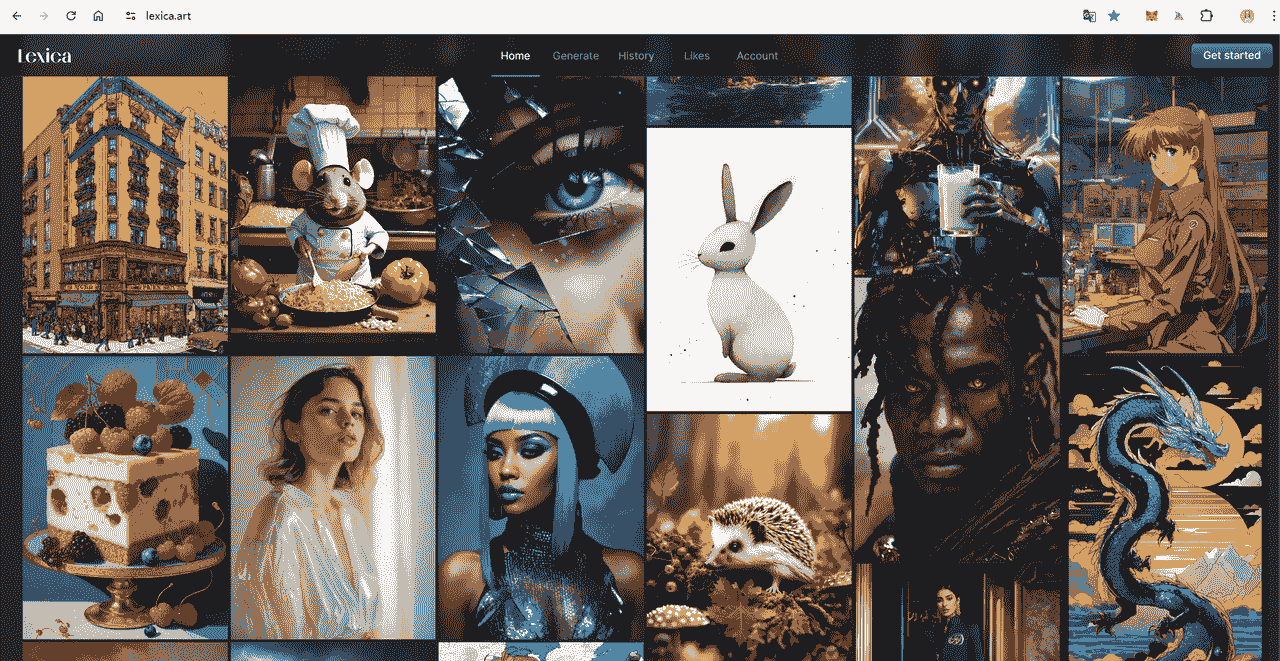 lexica.art
Lexica
Home
Generate
History
Likes
Account
Get started